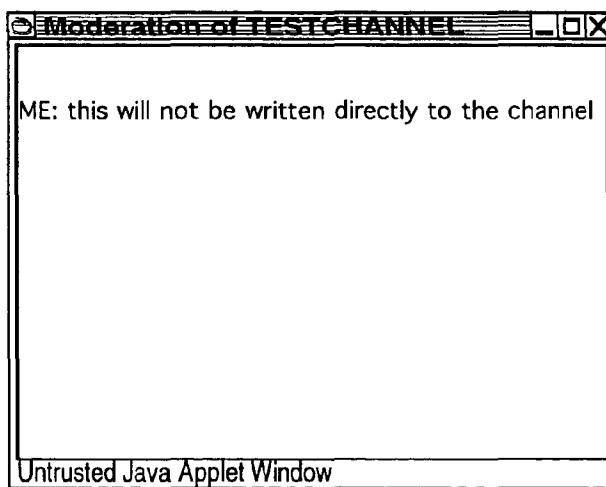 Moderation of TESTCHANNEL
ME: this will not be written directly to the channel
Untrusted Java Applet Window